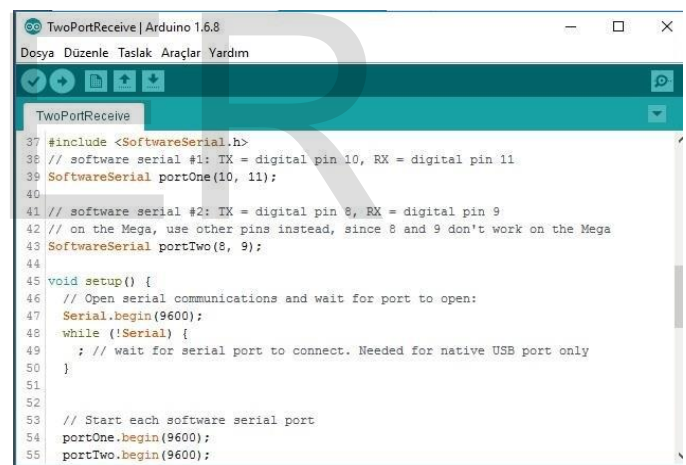 TwoPortReceive | Arduino 1.6.8
Dosya Düzenle Taslak Araçlar Yardım
TwoPortReceive
37 #include <SoftwareSerial.h>
38 // software serial #1: TX = digital pin 10, RX = digital pin 11
39 SoftwareSerial portOne(10, 11);
40
41 // software serial #2: TX = digital pin 8, RX = digital pin 9
42 // on the Mega, use other pins instead, since 8 and 9 don't work on the Mega
43 SoftwareSerial portTwo(8, 9);
44
45 void setup() {
46   // Open serial communications and wait for port to open:
47   Serial.begin(9600);
48   while (!Serial) {
49     ; // wait for serial port to connect. Needed for native USB port only
50   }
51
52
53   // Start each software serial port
54   portOne.begin(9600);
55   portTwo.begin(9600);
ER